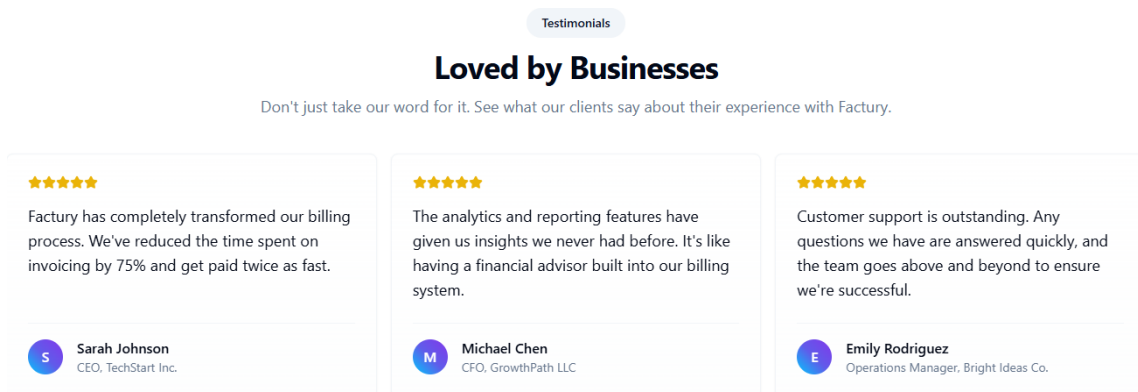 Testimonials
Loved by Businesses
Don't just take our word for it. See what our clients say about their experience with Factury.
Factury has completely transformed our billing
process. We've reduced the time spent on
invoicing by 75% and get paid twice as fast.
S
Sarah Johnson
CEO, TechStart Inc.
The analytics and reporting features have
given us insights we never had before. It's like
having a financial advisor built into our billing
system.
M
Michael Chen
CFO, GrowthPath LLC
Customer support is outstanding. Any
questions we have are answered quickly, and
the team goes above and beyond to ensure
we're successful.
E
Emily Rodriguez
Operations Manager, Bright Ideas Co.